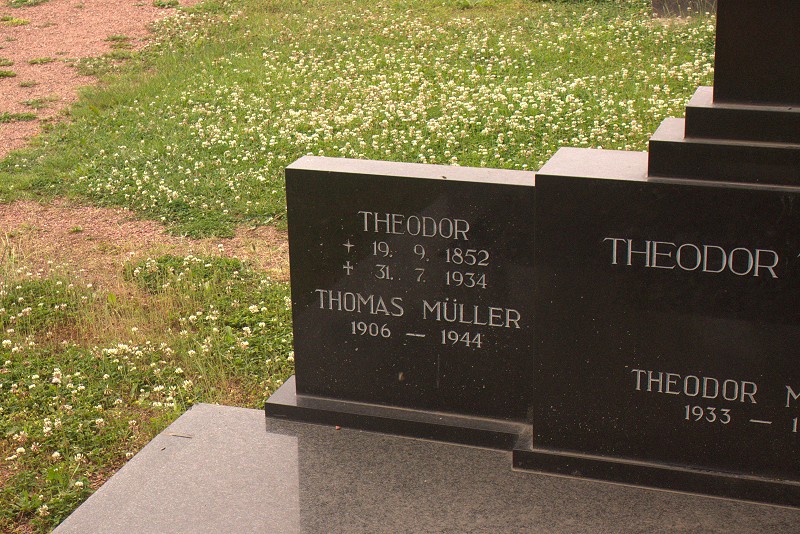 THEODOR
+ 19. 9. 1852
+ 31. 7. 1934
THOMAS MÜLLER
1906 — 1944
THEODOR
THEODOR
1933 —